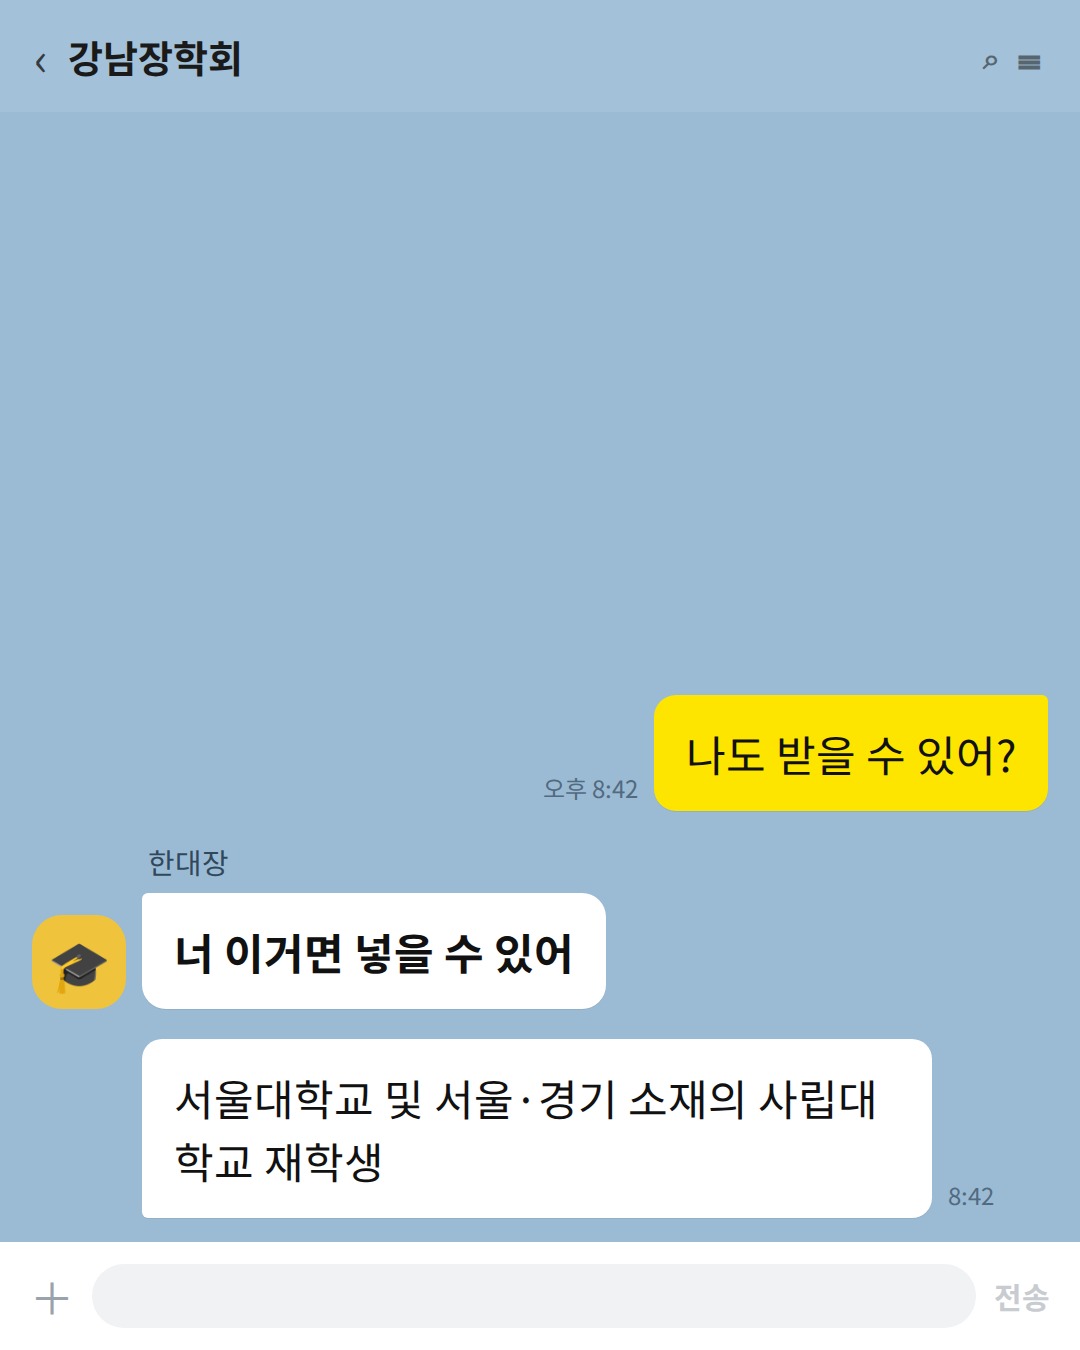 강남장학회
나도 받을 수 있어?
오후 8:42
한대장
너 이거면 넣을 수 있어
서울대학교 및 서울·경기 소재의 사립대
학교 재학생
8:42
전송